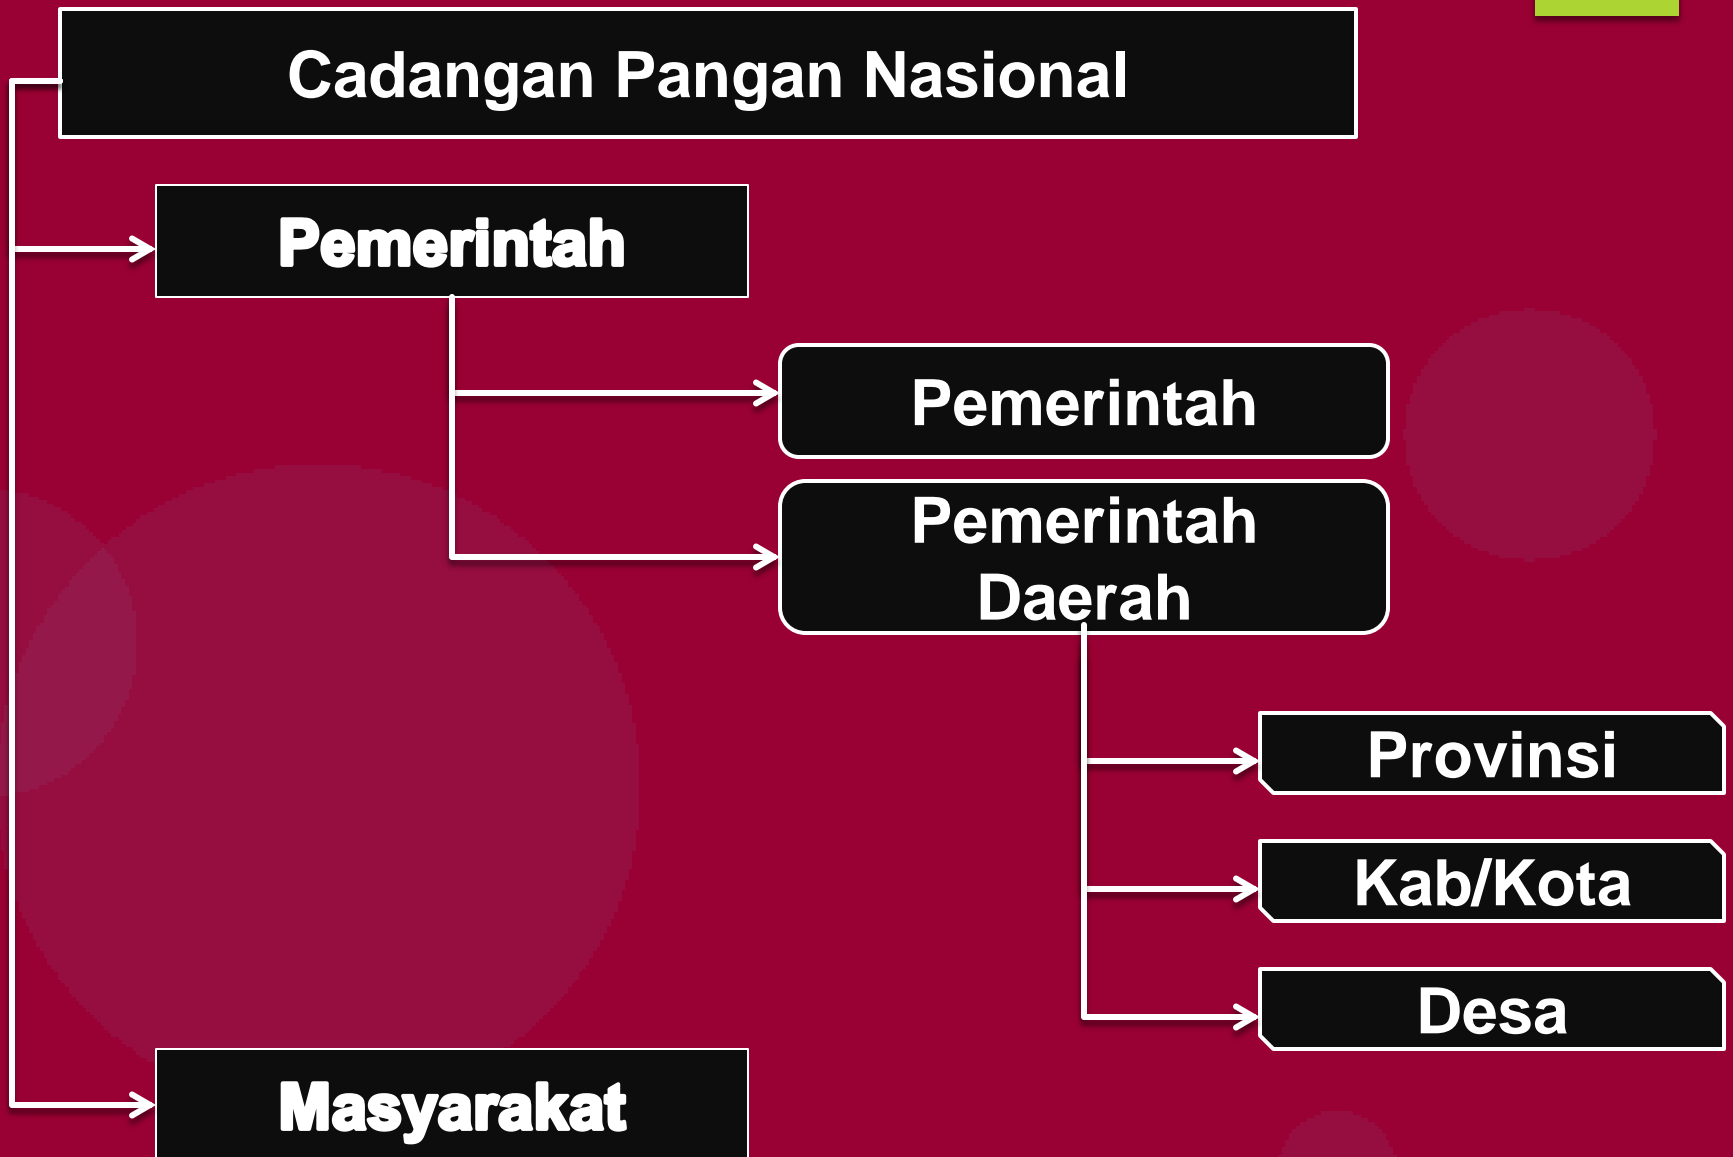 Cadangan Pangan Nasional
Pemerintah
Pemerintah
Pemerintah
Daerah
Provinsi
Kab/Kota
Desa
Masyarakat